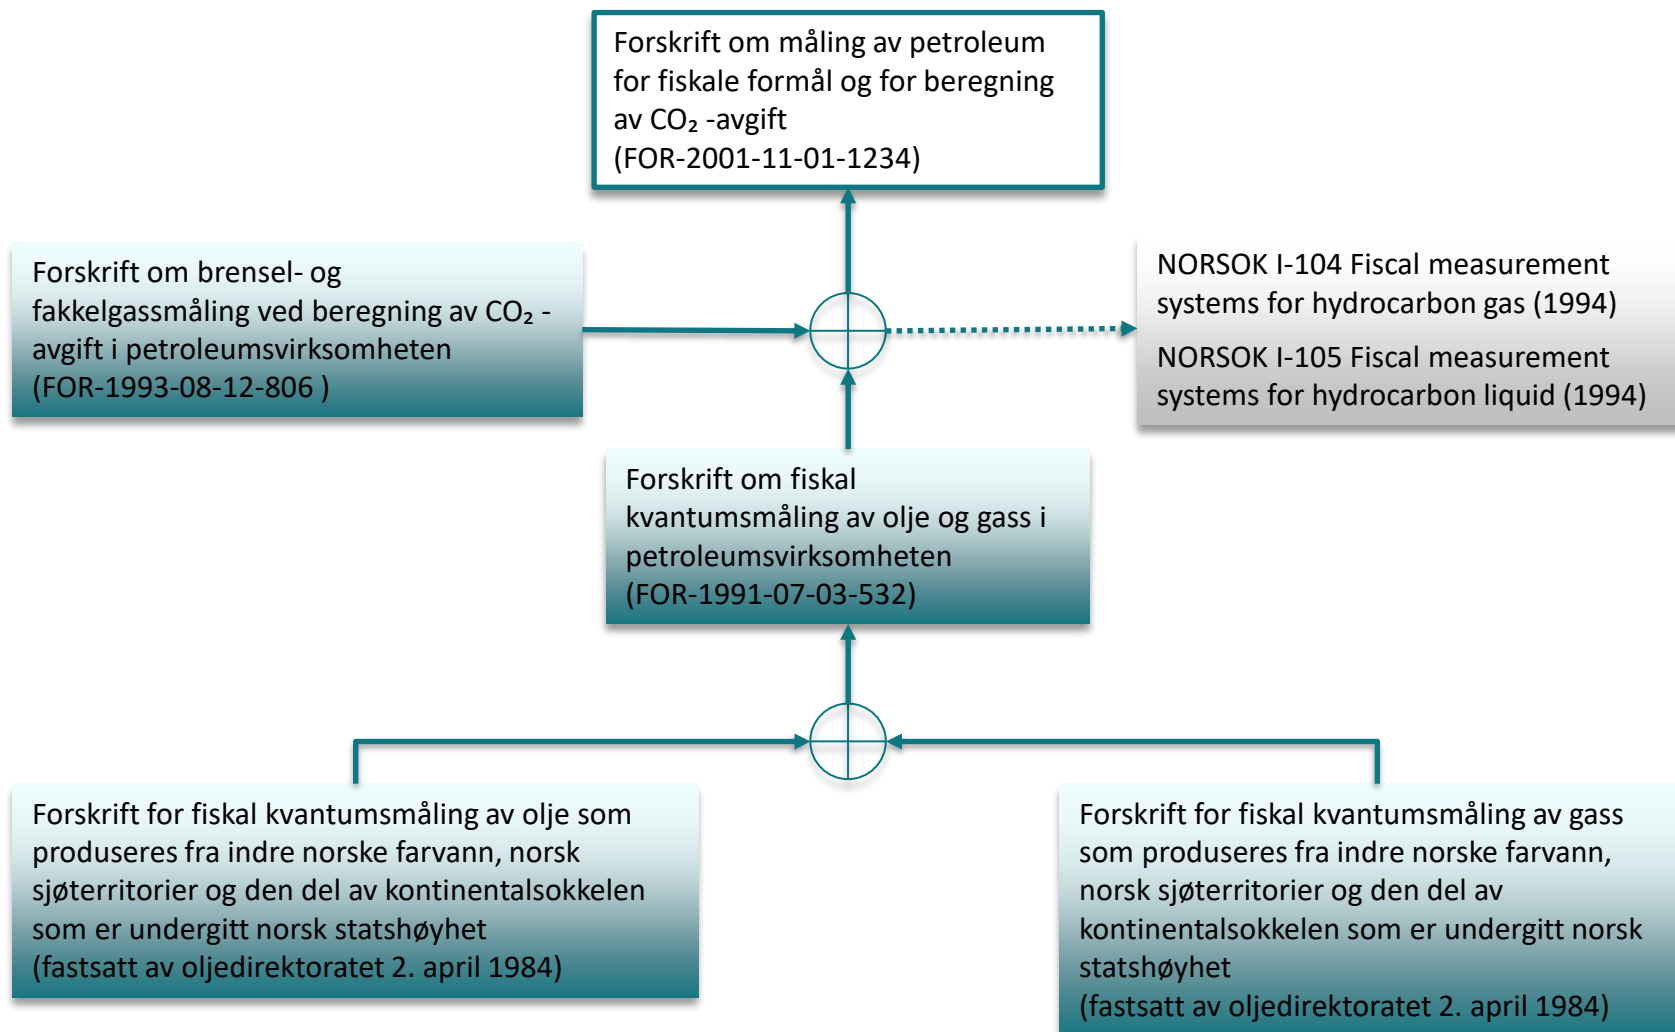 Forskrift om måling av petroleum
for fiskale formål og for beregning
av CO₂ -avgift
(FOR-2001-11-01-1234)
Forskrift om brensel- og
fakkelgassmåling ved beregning av CO₂ -
avgift i petroleumsvirksomheten
(FOR-1993-08-12-806 )
NORSOK I-104 Fiscal measurement
systems for hydrocarbon gas (1994)
NORSOK I-105 Fiscal measurement
systems for hydrocarbon liquid (1994)
Forskrift om fiskal
kvantumsmåling av olje og gass i
petroleumsvirksomheten
(FOR-1991-07-03-532)
Forskrift for fiskal kvantumsmåling av olje som
produseres fra indre norske farvann, norsk
sjøterritorier og den del av kontinentalsokkelen
som er undergitt norsk statshøyhet
(fastsatt av oljedirektoratet 2. april 1984)
Forskrift for fiskal kvantumsmåling av gass
som produseres fra indre norske farvann,
norsk sjøterritorier og den del av
kontinentalsokkelen som er undergitt norsk
statshøyhet
(fastsatt av oljedirektoratet 2. april 1984)